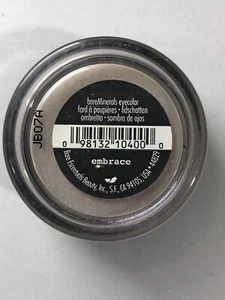 bareMinerals eyecolor
fard à paupières • lidschatten
ombretto • sombra de ojos
0 98132 10400 0
embrace
Bare Escentuals Beauty, Inc., S.F., CA 94105, USA • 44829
JB07A